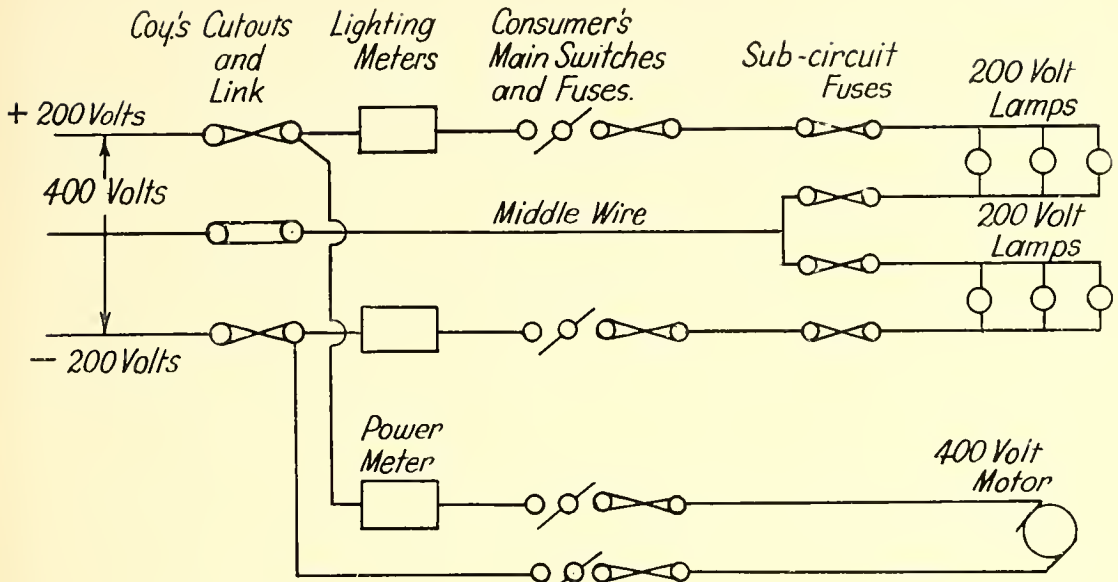 Coy's Cutouts
and
Link
Lighting
Meters
Consumer's
Main Switches
and Fuses.
Sub-circuit
Fuses
200 Volt
Lamps
+ 200 Volts
400 Volts
Middle Wire
200 Volt
Lamps
— 200 Volts
Power
Meter
400 Volt
Motor